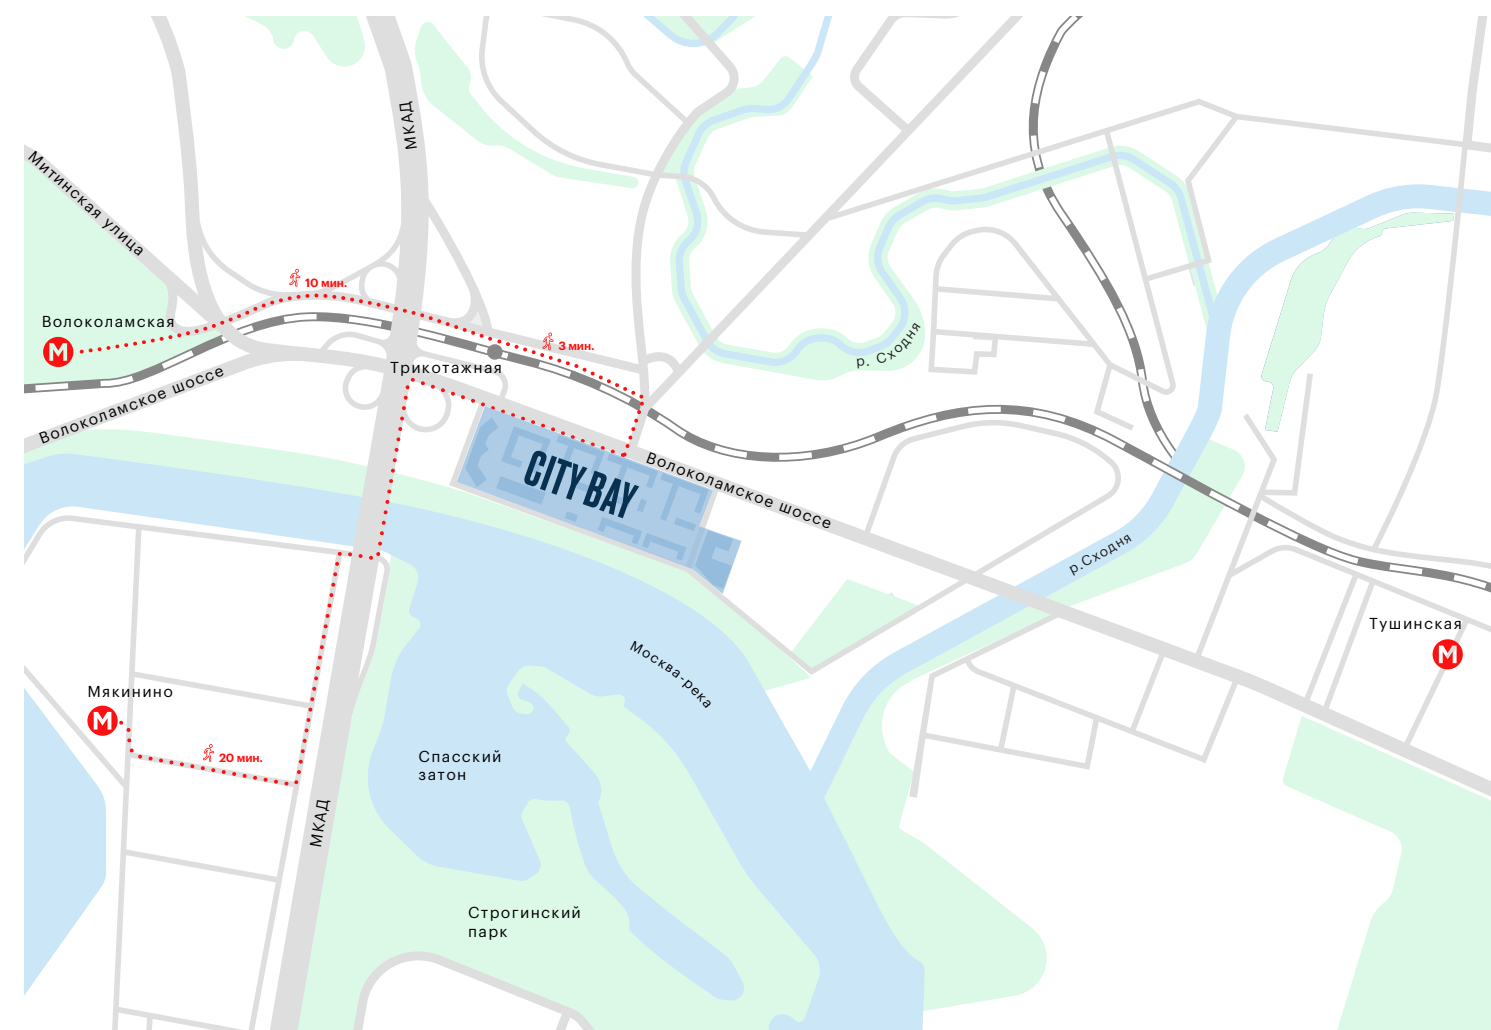 МКАД
Митинская улица
10 мин.
Волоколамская
М
3 мин.
р. Сходня
Трикотажная
Волоколамское шоссе
CITY BAY
Волоколамское шоссе
р.Сходня
Тушинская
М
Москва-река
Мякинино
М
20 мин.
Спасский
затон
МКАД
Строгинский
парк